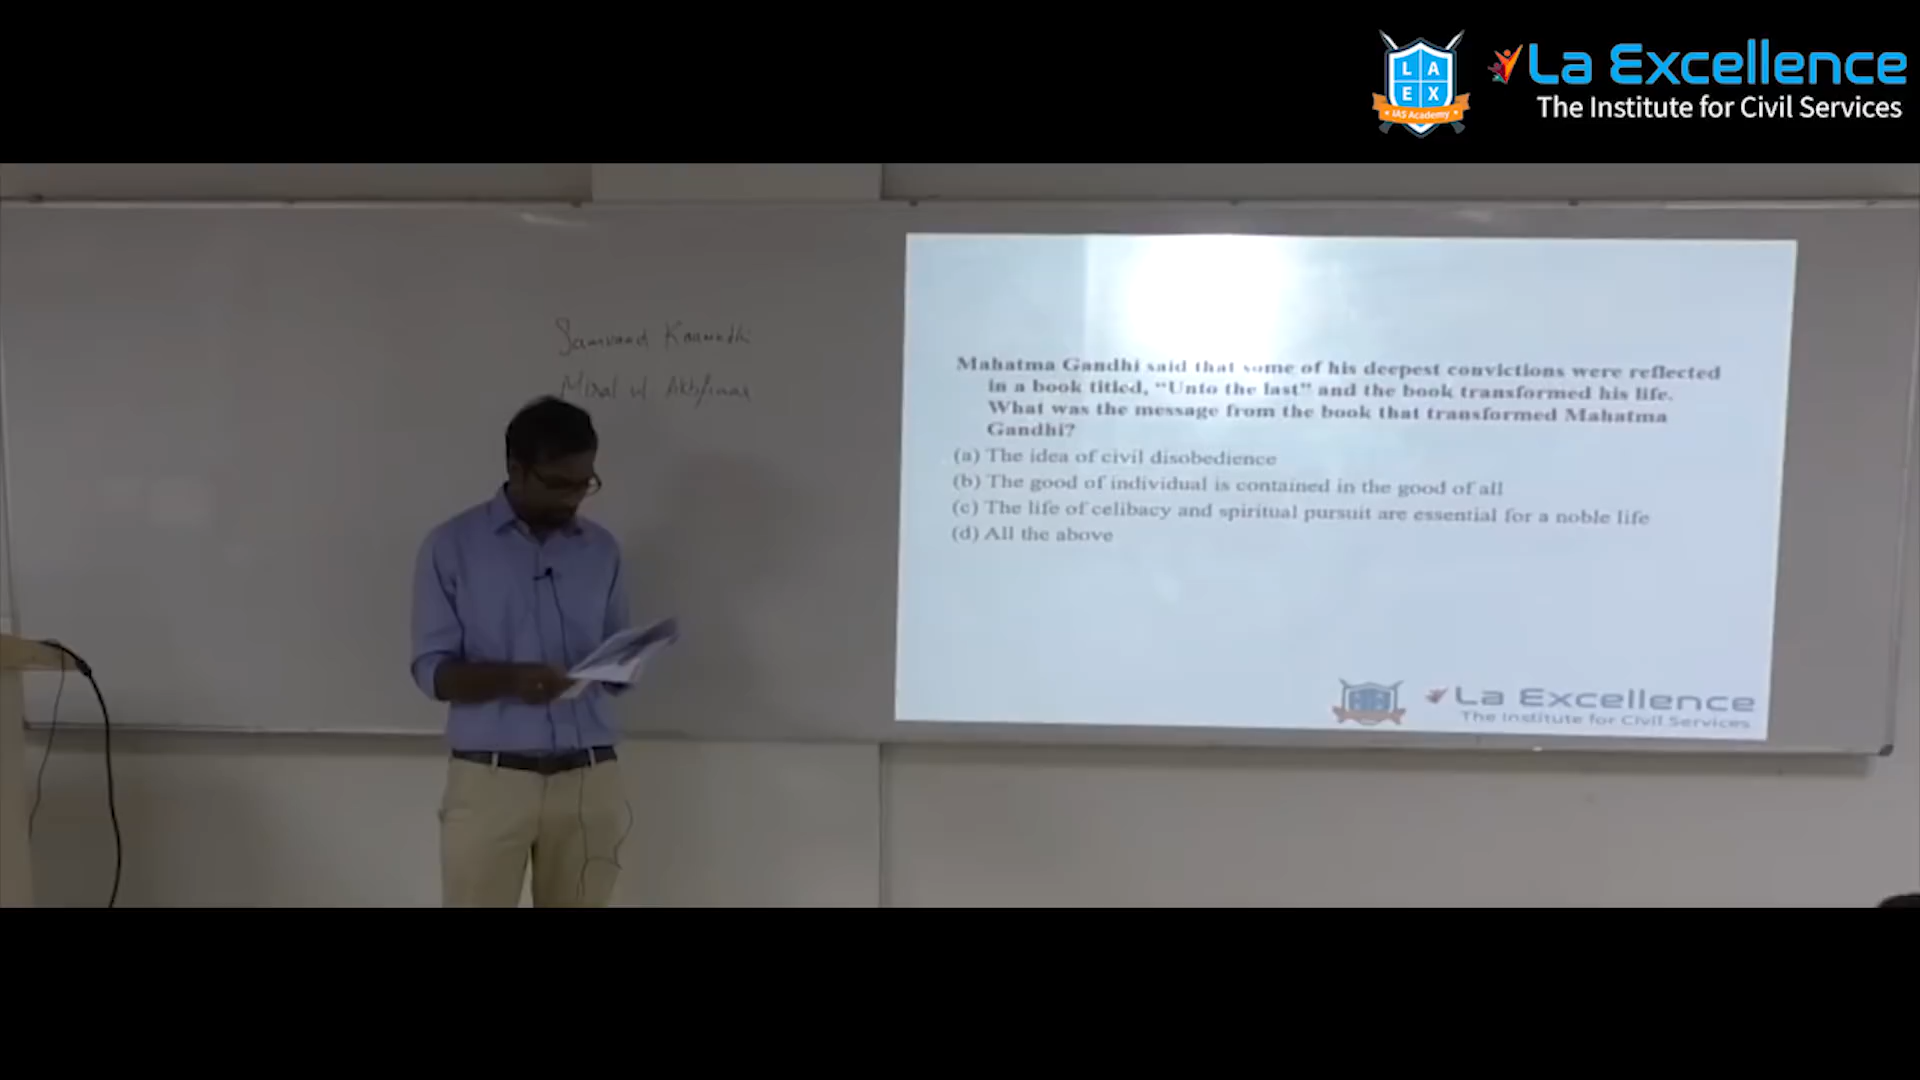 L A
E X
IAS Academy
La Excellence
The Institute for Civil Services
Mahatma Gandhi said that some of his deepest convictions were reflected
in a book titled, “Unto the last” and the book transformed his life.
What was the message from the book that transformed Mahatma
Gandhi?
(a) The idea of civil disobedience
(b) The good of individual is contained in the good of all
(c) The life of celibacy and spiritual pursuit are essential for a noble life
(d) All the above
La Excellence
The Institute for Civil Services